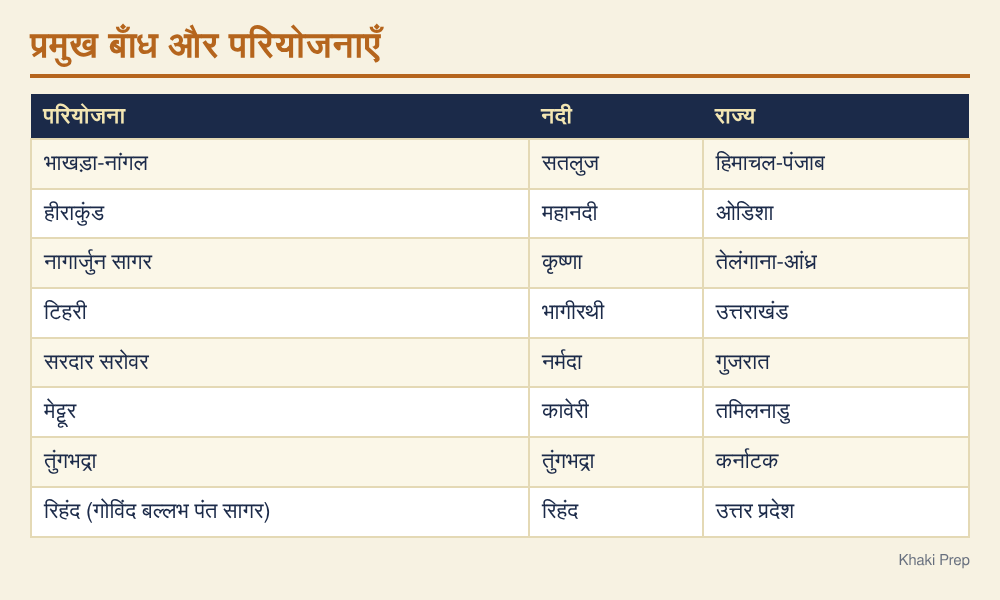 प्रमुख बाँध और परियोजनाएँ
परियोजना नदी राज्य
भाखड़ा-नांगल सतलुज हिमाचल-पंजाब
हीराकुंड महानदी ओडिशा
नागार्जुन सागर कृष्णा तेलंगाना-आंध्र
टिहरी भागीरथी उत्तराखंड
सरदार सरोवर नर्मदा गुजरात
मेट्टूर कावेरी तमिलनाडु
तुंगभद्रा तुंगभद्रा कर्नाटक
रिहंद (गोविंद बल्लभ पंत सागर) रिहंद उत्तर प्रदेश
Khaki Prep